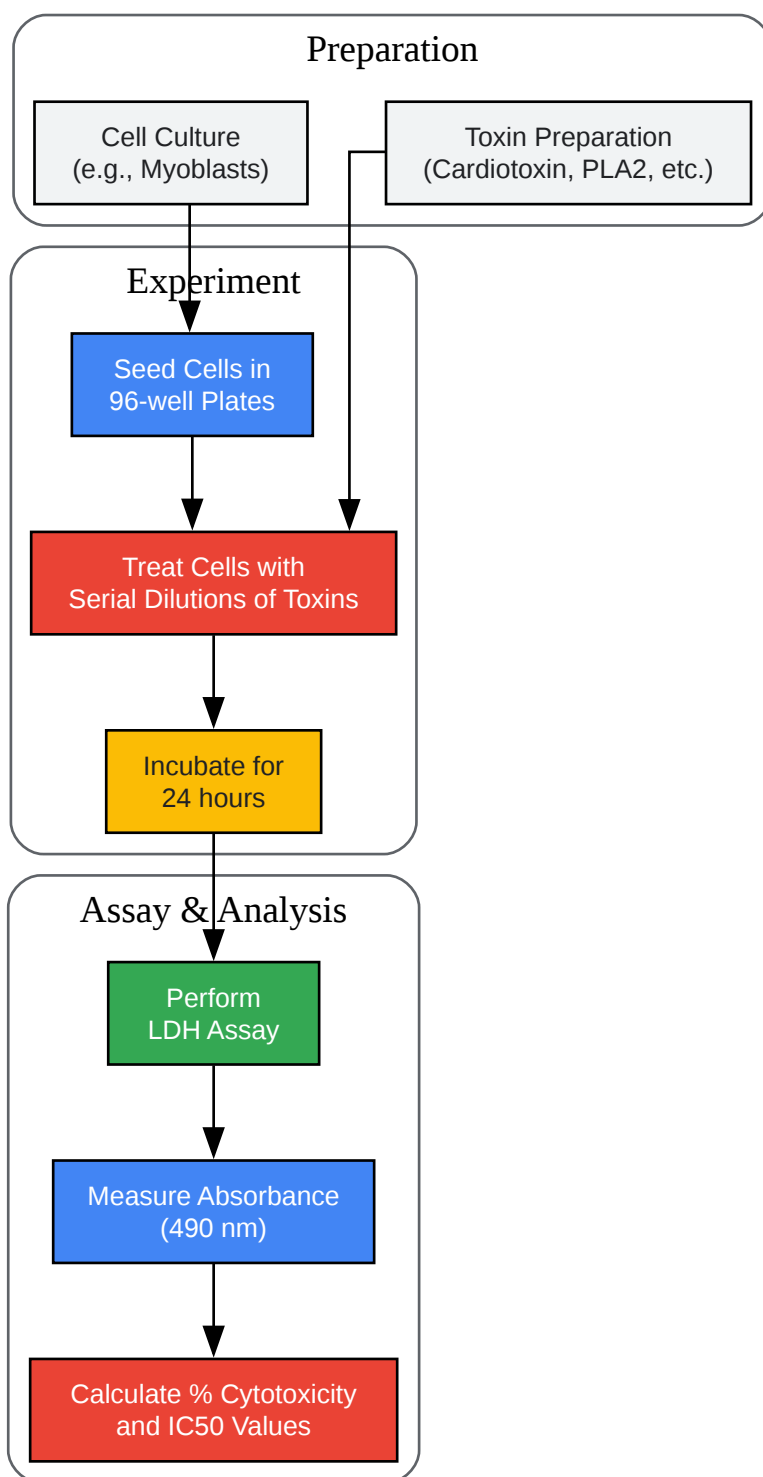 Preparation
Cell Culture
(e.g., Myoblasts)
Toxin Preparation
(Cardiotoxin, PLA2, etc.)
Experiment
Seed Cells in
96-well Plates
Treat Cells with
Serial Dilutions of Toxins
Incubate for
24 hours
Assay & Analysis
Perform
LDH Assay
Measure Absorbance
(490 nm)
Calculate % Cytotoxicity
and IC50 Values